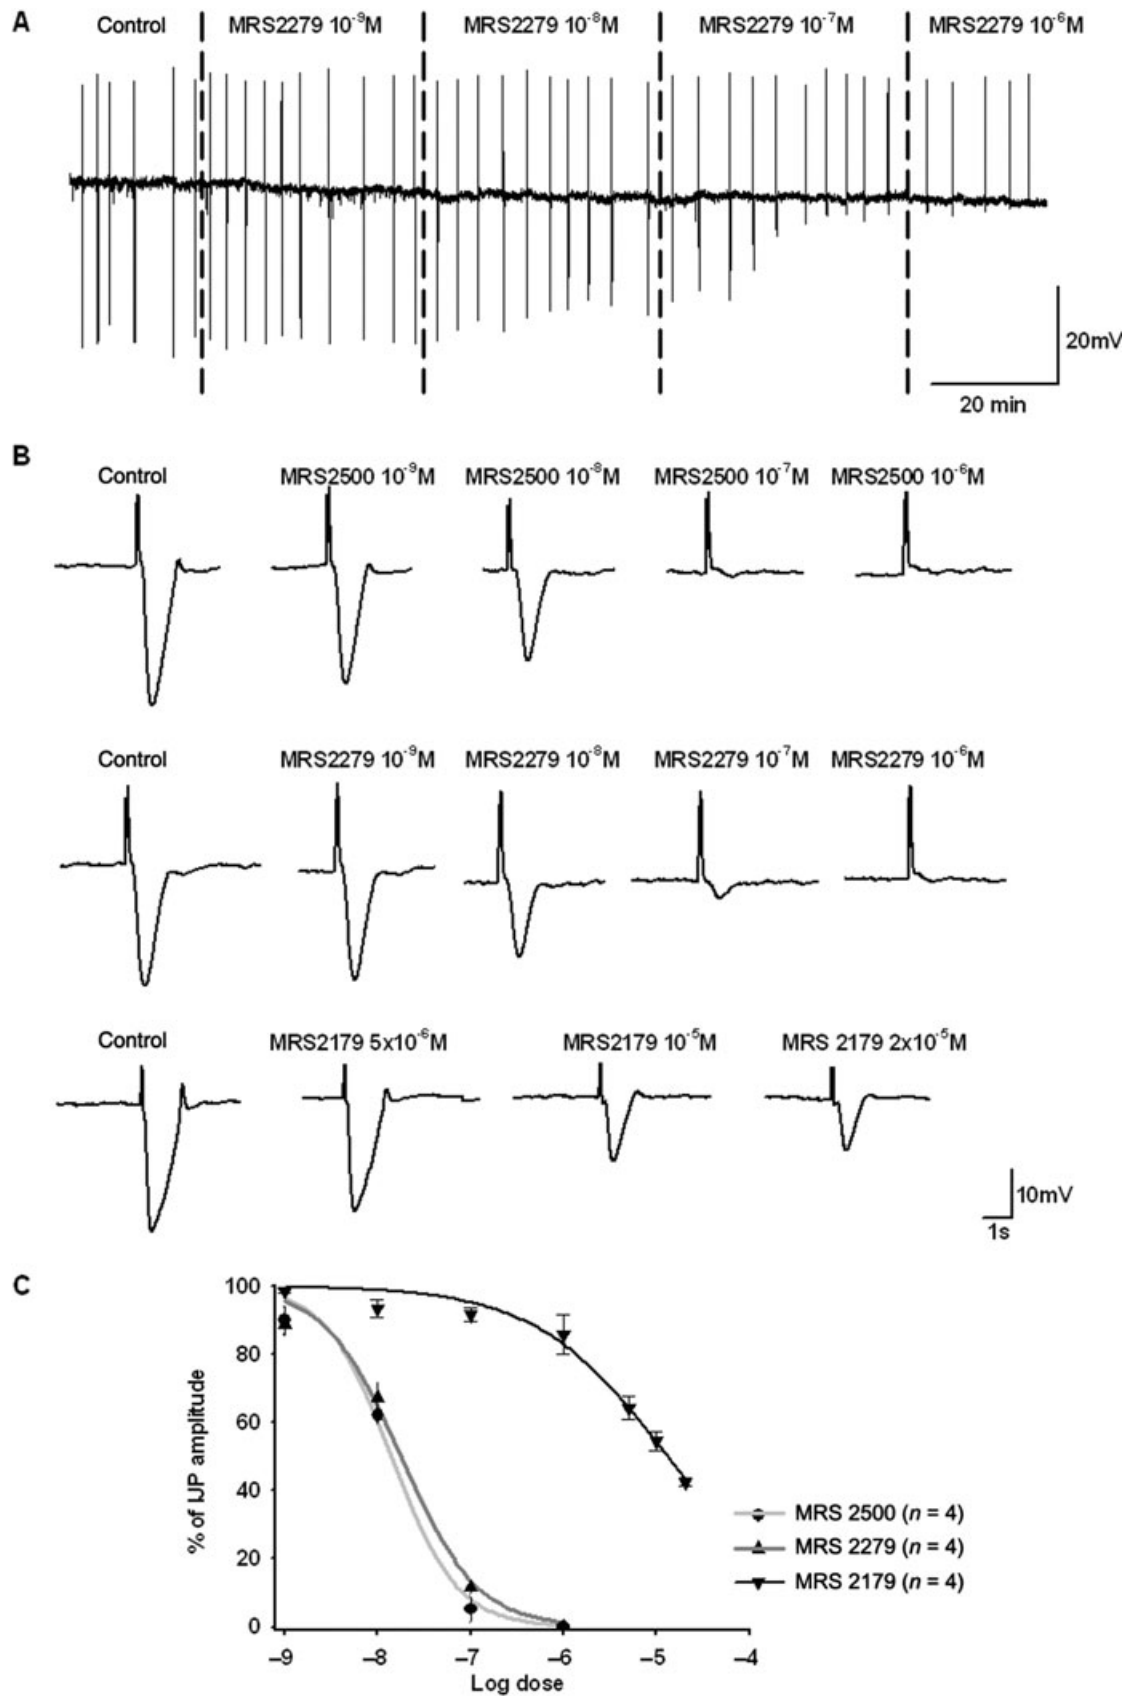 A
Control MRS2279 10⁻⁹M MRS2279 10⁻⁸M MRS2279 10⁻⁷M MRS2279 10⁻⁶M
20mV
20 min
B
Control MRS2500 10⁻⁹M MRS2500 10⁻⁸M MRS2500 10⁻⁷M MRS2500 10⁻⁶M
Control MRS2279 10⁻⁹M MRS2279 10⁻⁸M MRS2279 10⁻⁷M MRS2279 10⁻⁶M
Control MRS2179 5x10⁻⁶M MRS2179 10⁻⁵M MRS 2179 2x10⁻⁵M
10mV
1s
C
% of IJP amplitude
100
80
60
40
20
0
–9 –8 –7 –6 –5 –4
Log dose
MRS 2500 (n = 4)
MRS 2279 (n = 4)
MRS 2179 (n = 4)